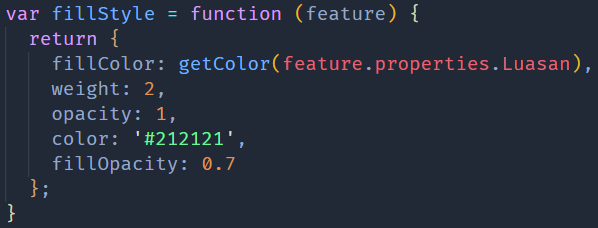 var fillStyle = function (feature) {
  return {
    fillColor: getColor(feature.properties.Luasan),
    weight: 2,
    opacity: 1,
    color: '#212121',
    fillOpacity: 0.7
  };
}